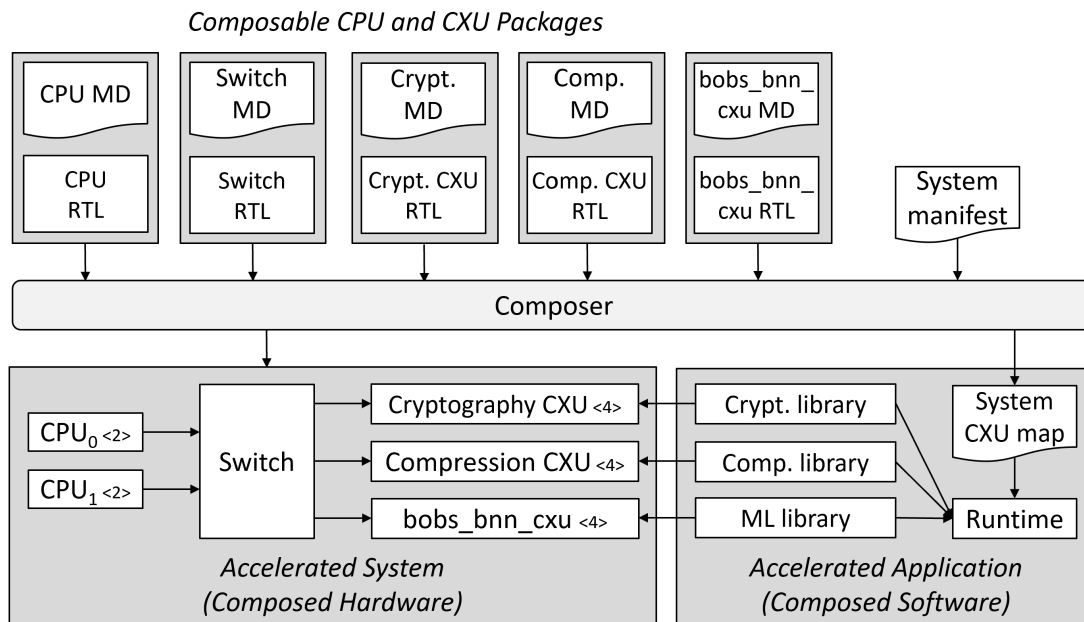 Composable CPU and CXU Packages
CPU MD
Switch
MD
Crypt.
MD
Comp.
MD
bobs_bnn_
cxu MD
CPU
RTL
Switch
RTL
Crypt. CXU
RTL
Comp. CXU
RTL
bobs_bnn_
cxu RTL
System
manifest
Composer
CPU₀ <2>
CPU₁ <2>
Switch
Cryptography CXU <4>
Compression CXU <4>
bobs_bnn_cxu <4>
Accelerated System
(Composed Hardware)
Crypt. library
Comp. library
ML library
System
CXU map
Runtime
Accelerated Application
(Composed Software)